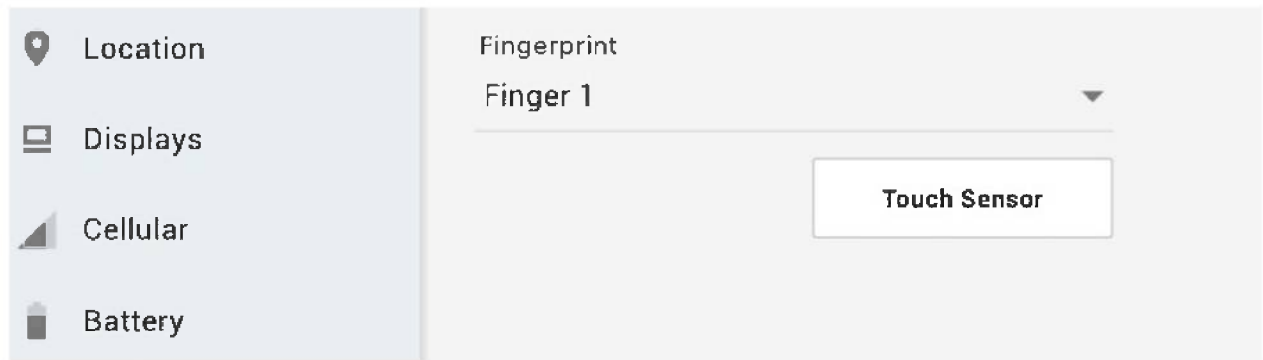 Location
Displays
Cellular
Battery
Fingerprint
Finger 1
Touch Sensor